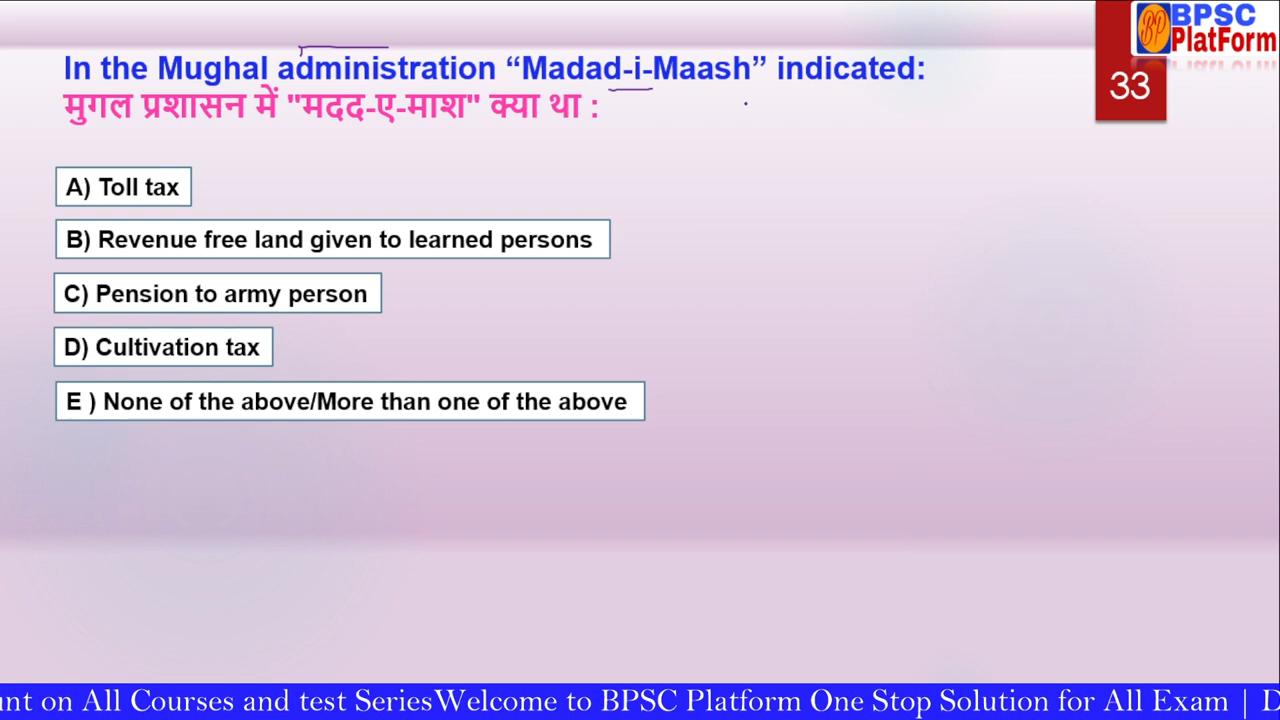 BPSC
PlatForm
33
In the Mughal administration “Madad-i-Maash” indicated:
मुगल प्रशासन में "मदद-ए-माश" क्या था :
A) Toll tax
B) Revenue free land given to learned persons
C) Pension to army person
D) Cultivation tax
E ) None of the above/More than one of the above
on All Courses and test SeriesWelcome to BPSC Platform One Stop Solution for All Exam |